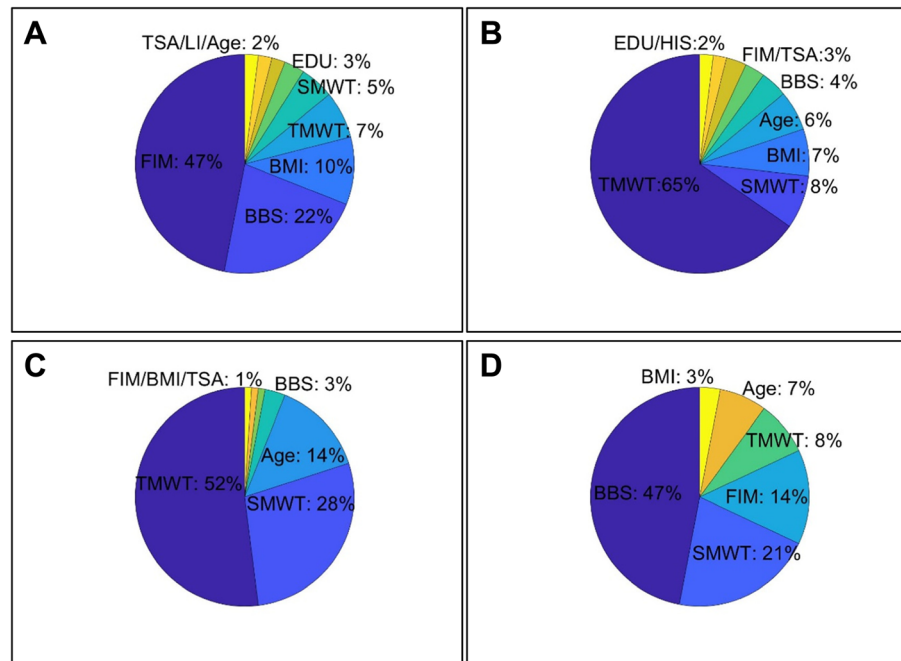 A
TSA/LI/Age: 2%
EDU: 3%
SMWT: 5%
TMWT: 7%
BMI: 10%
BBS: 22%
FIM: 47%
B
EDU/HIS:2%
FIM/TSA:3%
BBS: 4%
Age: 6%
BMI: 7%
SMWT: 8%
TMWT:65%
C
FIM/BMI/TSA: 1%
BBS: 3%
Age: 14%
SMWT: 28%
TMWT: 52%
D
BMI: 3%
Age: 7%
TMWT: 8%
FIM: 14%
SMWT: 21%
BBS: 47%